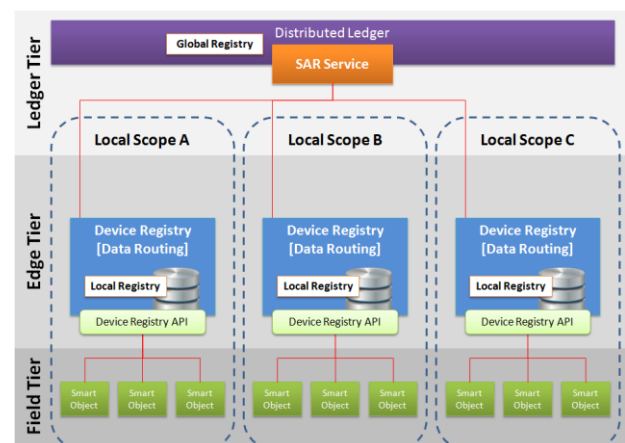 Ledger Tier
Distributed Ledger
Global Registry
SAR Service
Local Scope A
Local Scope B
Local Scope C
Edge Tier
Device Registry
[Data Routing]
Local Registry
Device Registry API
Device Registry
[Data Routing]
Local Registry
Device Registry API
Device Registry
[Data Routing]
Local Registry
Device Registry API
Field Tier
Smart
Object
Smart
Object
Smart
Object
Smart
Object
Smart
Object
Smart
Object
Smart
Object
Smart
Object
Smart
Object